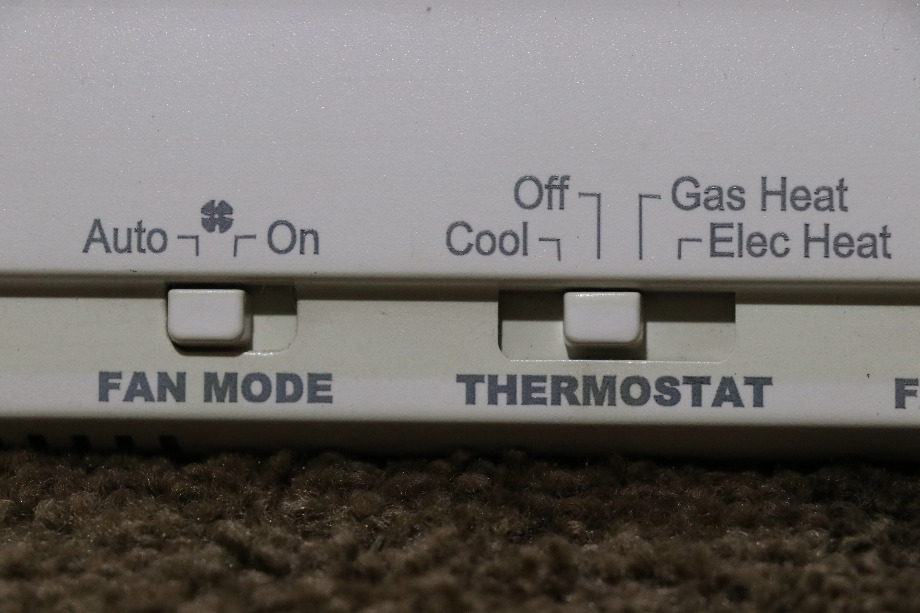 Off Gas Heat
Auto On Cool Elec Heat
FAN MODE THERMOSTAT F